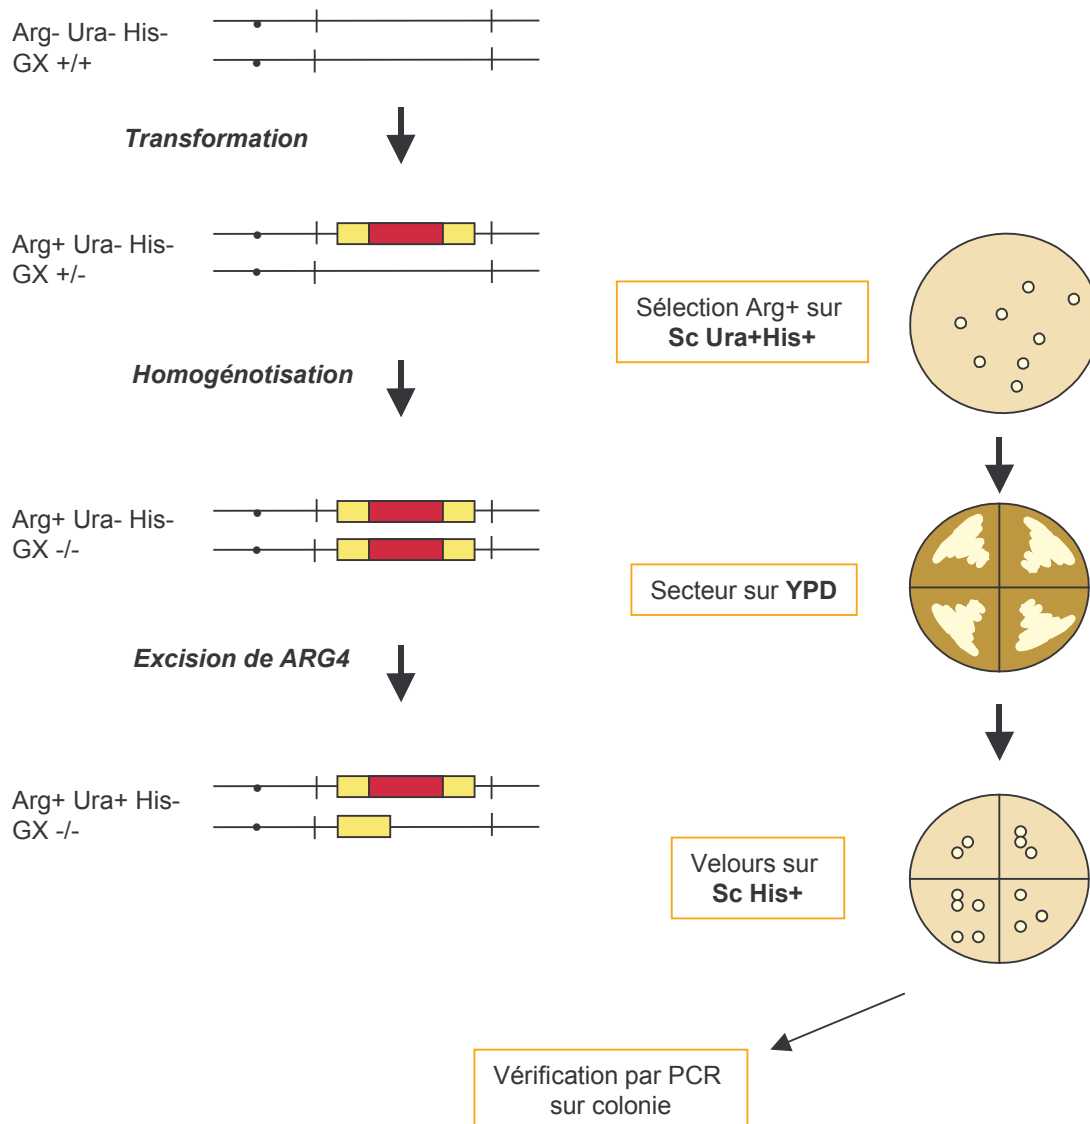 Arg- Ura- His-
GX +/+
Transformation
Arg+ Ura- His-
GX +/-
Sélection Arg+ sur
Sc Ura+His+
Homogénotisation
Arg+ Ura- His-
GX -/-
Secteur sur YPD
Excision de ARG4
Arg+ Ura+ His-
GX -/-
Velours sur
Sc His+
Vérification par PCR
sur colonie